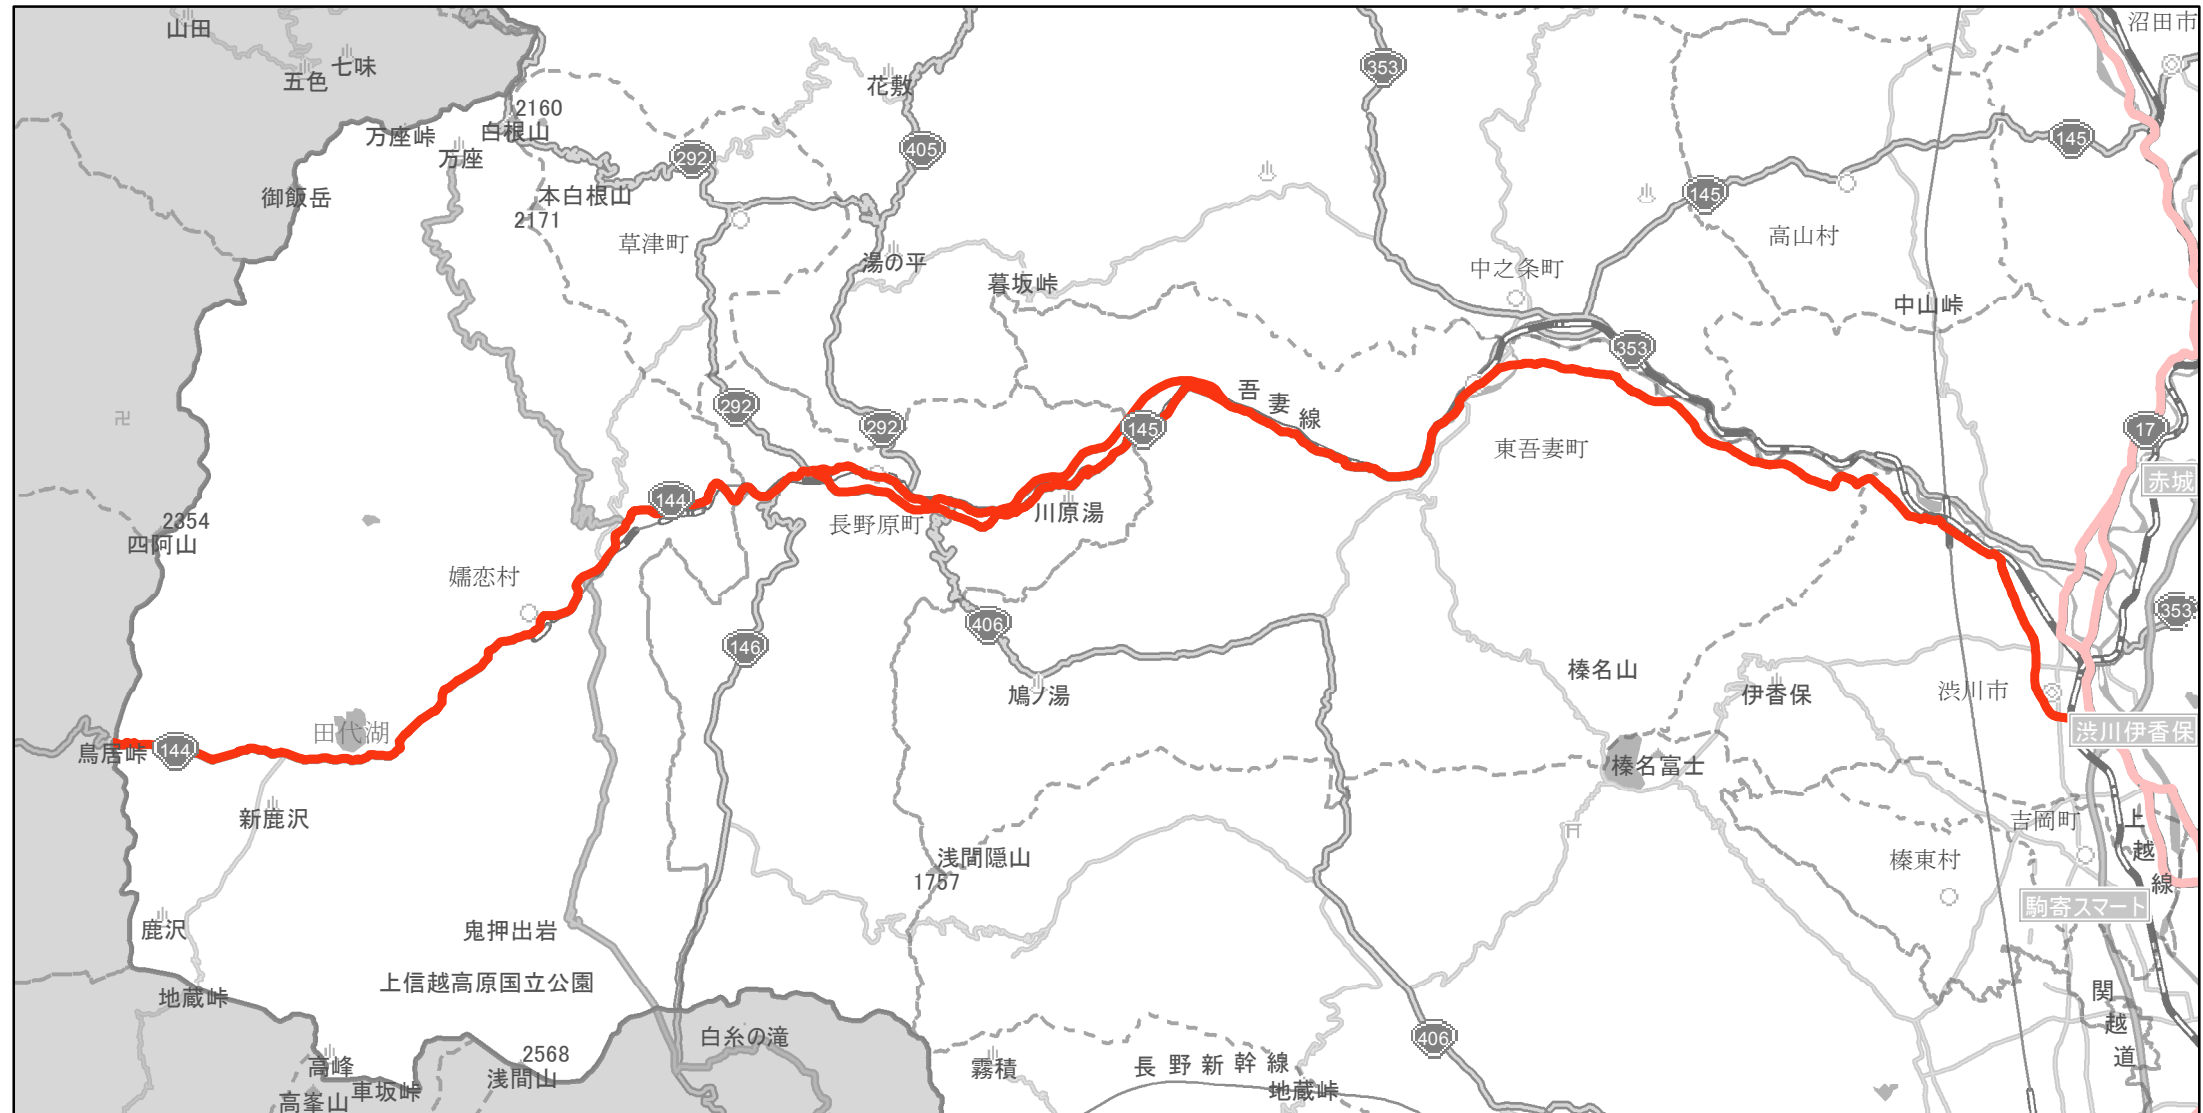 山田
沼田市
七味
五色
353
花敷
2160
白根山
万座峠
万座
292
405
145
御飯岳
本白根山
2171
145
草津町
高山村
湯の平
中之条町
暮坂峠
中山峠
353
吾妻線
292
292
145
17
東吾妻町
赤城
144
川原湯
長野原町
2354
四阿山
嬬恋村
406
353
146
榛名山
渋川市
伊香保
鳩ノ湯
田代湖
渋川伊香保
鳥居峠
144
榛名富士
新鹿沢
吉岡町
上越線
浅間隠山
榛東村
1757
駒寄スマート
鹿沢
鬼押出岩
上信越高原国立公園
地蔵峠
関越道
白糸の滝
406
2568
高峰
霧積
長野新幹線
浅間山
車坂峠
地蔵峠
高峯山